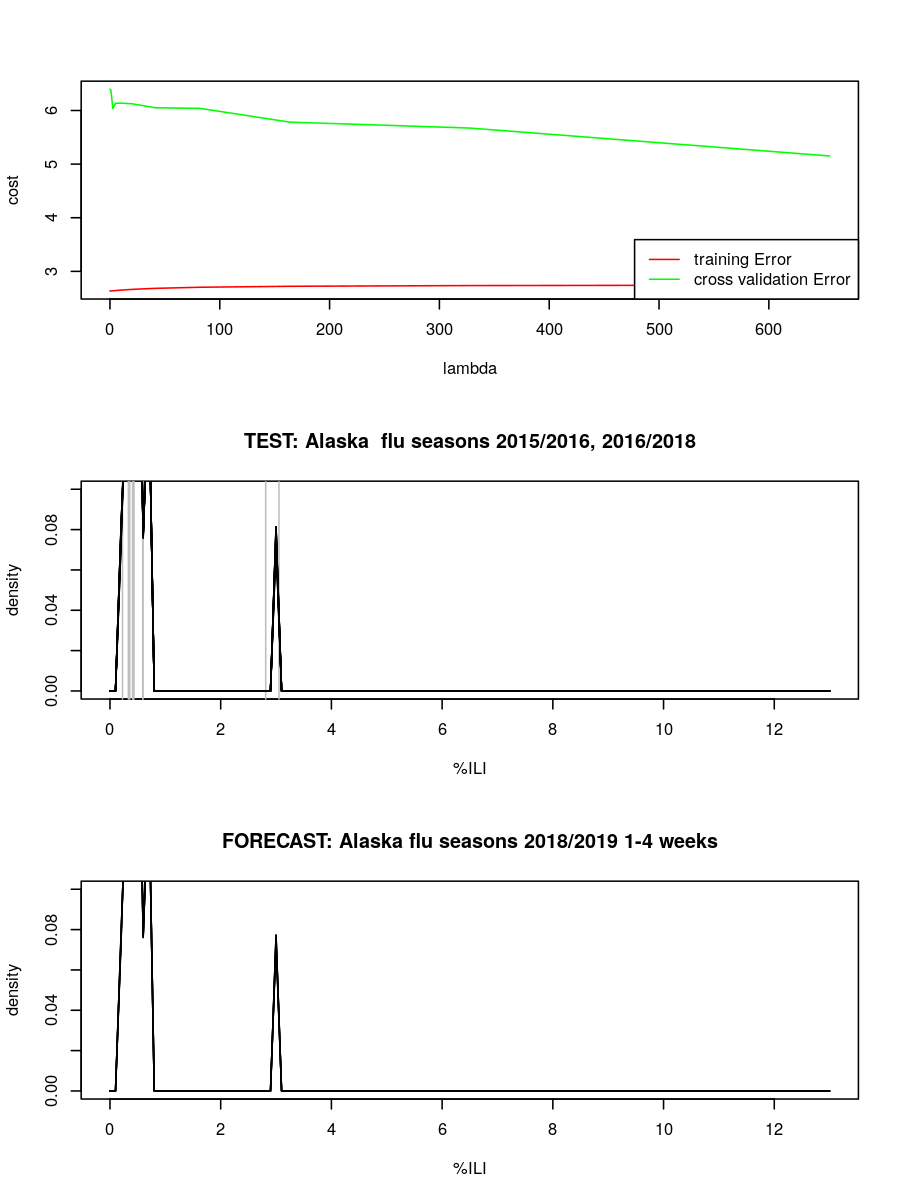 cost
6
5
4
3
training Error
cross validation Error
0 100 200 300 400 500 600
lambda
TEST: Alaska  flu seasons 2015/2016, 2016/2018
density
0.08
0.04
0.00
0 2 4 6 8 10 12
%ILI
FORECAST: Alaska flu seasons 2018/2019 1-4 weeks
density
0.08
0.04
0.00
0 2 4 6 8 10 12
%ILI